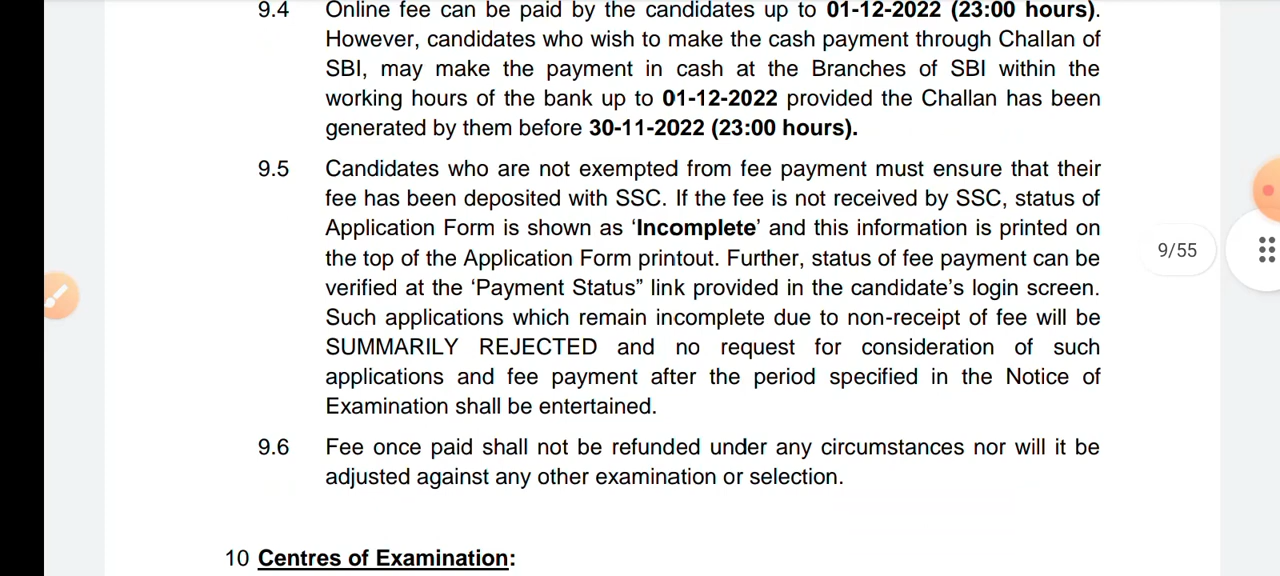 9.4 Online fee can be paid by the candidates up to 01-12-2022 (23:00 hours).
However, candidates who wish to make the cash payment through Challan of
SBI, may make the payment in cash at the Branches of SBI within the
working hours of the bank up to 01-12-2022 provided the Challan has been
generated by them before 30-11-2022 (23:00 hours).
9.5 Candidates who are not exempted from fee payment must ensure that their
fee has been deposited with SSC. If the fee is not received by SSC, status of
Application Form is shown as ‘Incomplete’ and this information is printed on
the top of the Application Form printout. Further, status of fee payment can be
verified at the ‘Payment Status” link provided in the candidate’s login screen.
Such applications which remain incomplete due to non-receipt of fee will be
SUMMARILY REJECTED and no request for consideration of such
applications and fee payment after the period specified in the Notice of
Examination shall be entertained.
9.6 Fee once paid shall not be refunded under any circumstances nor will it be
adjusted against any other examination or selection.
10 Centres of Examination:
9/55